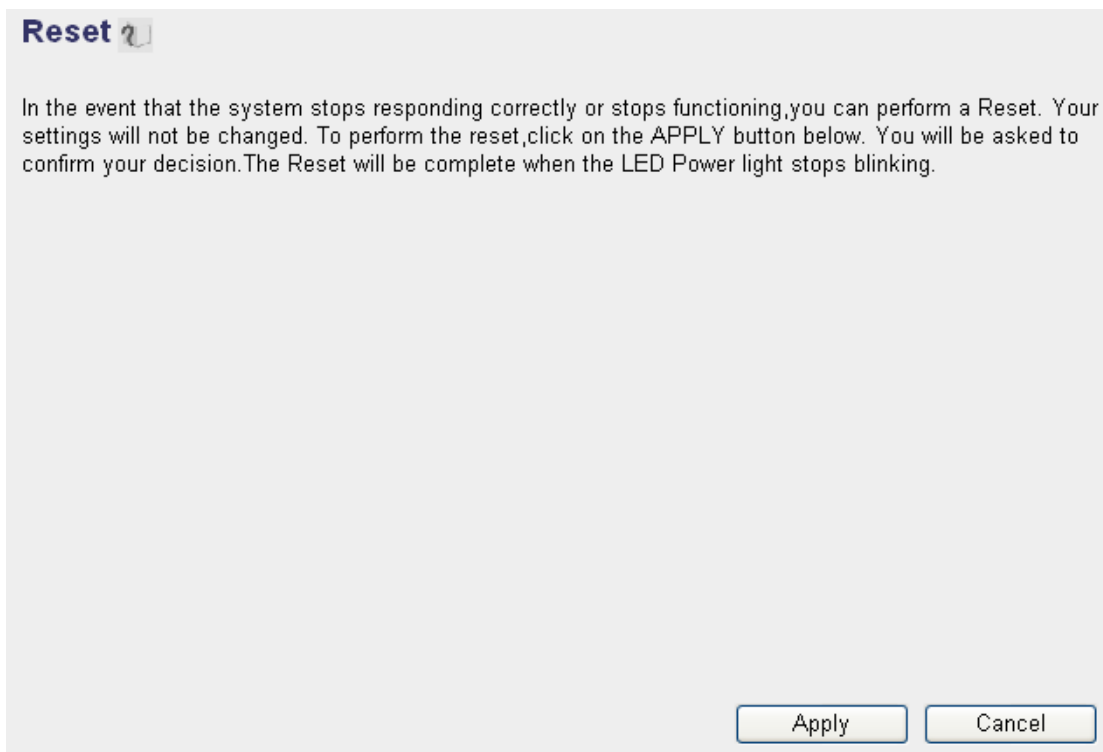 Reset
In the event that the system stops responding correctly or stops functioning,you can perform a Reset. Your
settings will not be changed. To perform the reset,click on the APPLY button below. You will be asked to
confirm your decision.The Reset will be complete when the LED Power light stops blinking.
Apply
Cancel